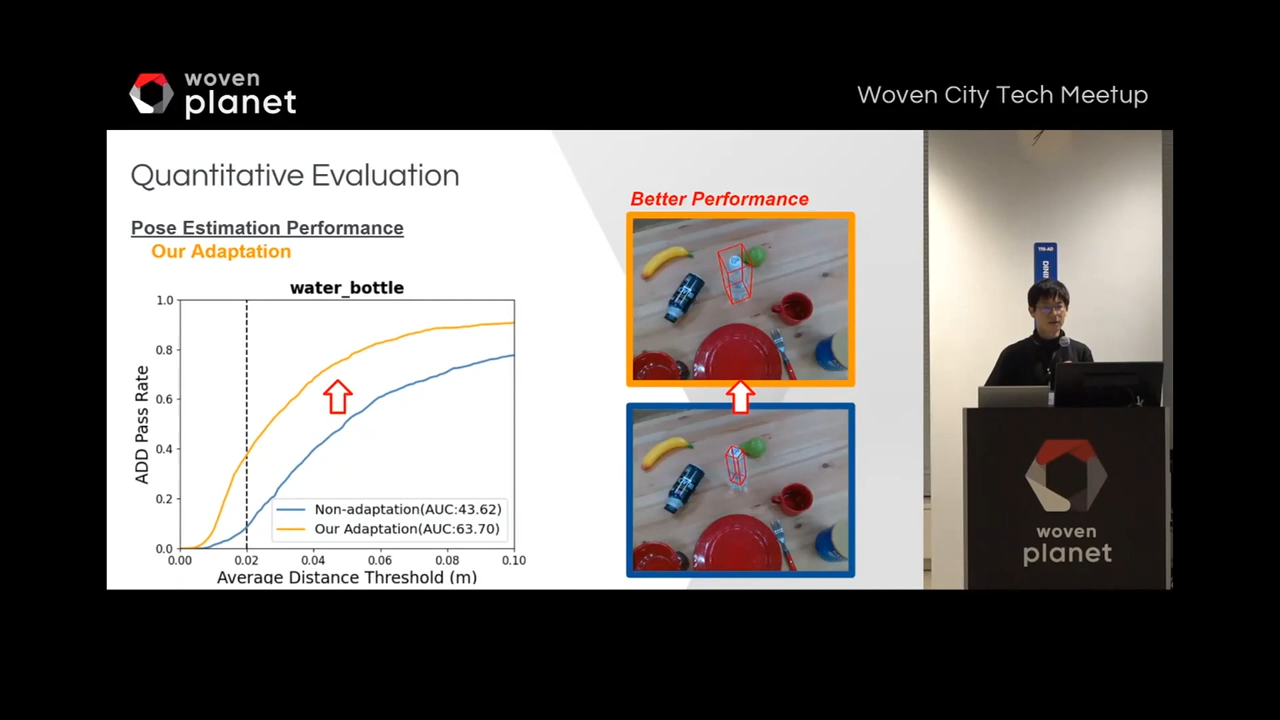 woven
planet
Woven City Tech Meetup
Quantitative Evaluation
Pose Estimation Performance
Our Adaptation
water_bottle
1.0
0.8
0.6
0.4
0.2
0.0
ADD Pass Rate
Non-adaptation(AUC:43.62)
Our Adaptation(AUC:63.70)
0.00 0.02 0.04 0.06 0.08 0.10
Average Distance Threshold (m)
Better Performance
TRI-AD
woven
planet